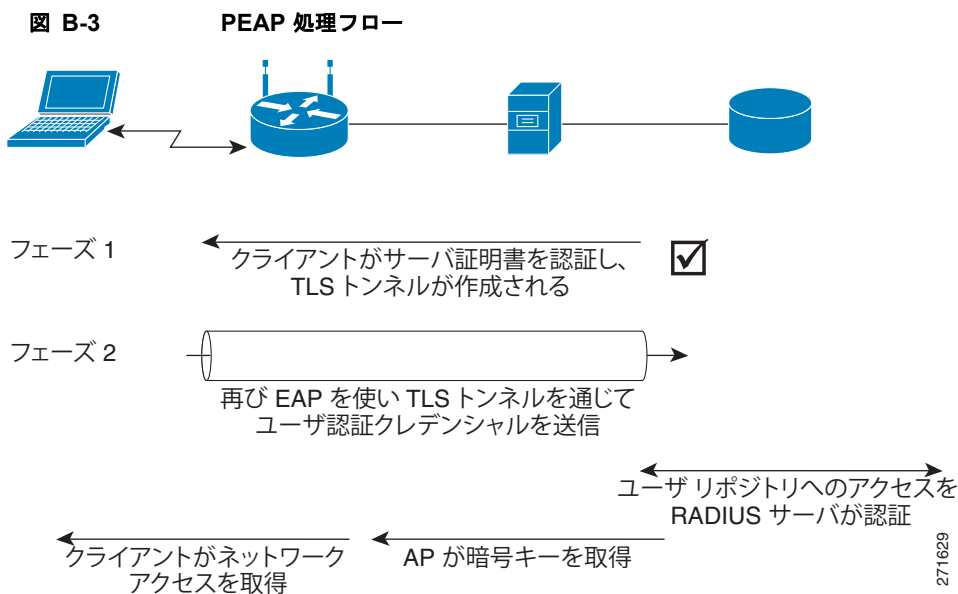 図 B-3 PEAP 処理フロー
フェーズ 1
クライアントがサーバ証明書を認証し、
TLS トンネルが作成される
フェーズ 2
再び EAP を使い TLS トンネルを通じて
ユーザ認証クレデンシャルを送信
ユーザ リポジトリへのアクセスを
RADIUS サーバが認証
クライアントがネットワーク
アクセスを取得
AP が暗号キーを取得
271629